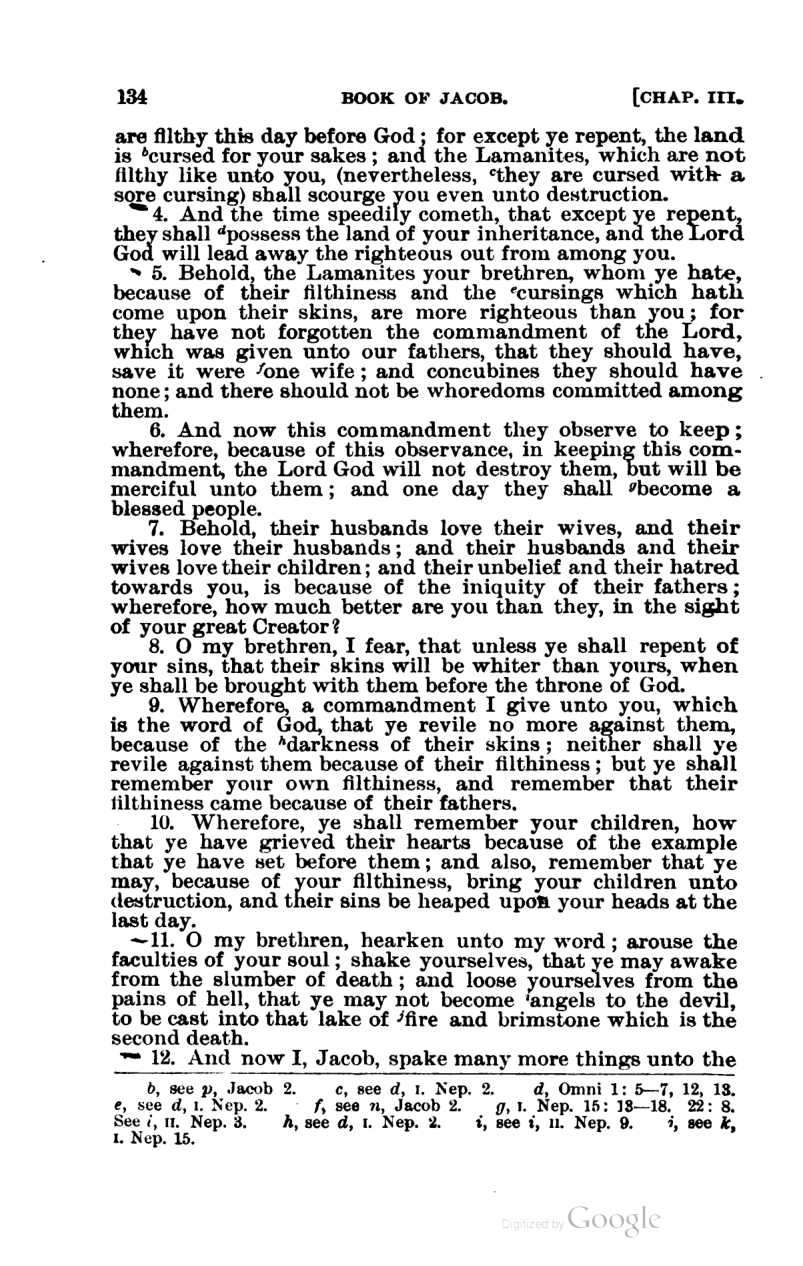 134 BOOK OF JACOB. [CHAP. III.
are filthy this day before God; for except ye repent, the land
is ᵇcursed for your sakes; and the Lamanites, which are not
filthy like unto you, (nevertheless, ᶜthey are cursed with a
sore cursing) shall scourge you even unto destruction.
4. And the time speedily cometh, that except ye repent,
they shall ᵈpossess the land of your inheritance, and the Lord
God will lead away the righteous out from among you.
5. Behold, the Lamanites your brethren, whom ye hate,
because of their filthiness and the ᵉcursings which hath
come upon their skins, are more righteous than you; for
they have not forgotten the commandment of the Lord,
which was given unto our fathers, that they should have,
save it were ᶠone wife; and concubines they should have
none; and there should not be whoredoms committed among
them.
6. And now this commandment they observe to keep;
wherefore, because of this observance, in keeping this com-
mandment, the Lord God will not destroy them, but will be
merciful unto them; and one day they shall ᵍbecome a
blessed people.
7. Behold, their husbands love their wives, and their
wives love their husbands; and their husbands and their
wives love their children; and their unbelief and their hatred
towards you, is because of the iniquity of their fathers;
wherefore, how much better are you than they, in the sight
of your great Creator?
8. O my brethren, I fear, that unless ye shall repent of
your sins, that their skins will be whiter than yours, when
ye shall be brought with them before the throne of God.
9. Wherefore, a commandment I give unto you, which
is the word of God, that ye revile no more against them,
because of the ʰdarkness of their skins; neither shall ye
revile against them because of their filthiness; but ye shall
remember your own filthiness, and remember that their
filthiness came because of their fathers.
10. Wherefore, ye shall remember your children, how
that ye have grieved their hearts because of the example
that ye have set before them; and also, remember that ye
may, because of your filthiness, bring your children unto
destruction, and their sins be heaped upon your heads at the
last day.
11. O my brethren, hearken unto my word; arouse the
faculties of your soul; shake yourselves, that ye may awake
from the slumber of death; and loose yourselves from the
pains of hell, that ye may not become ⁱangels to the devil,
to be cast into that lake of ʲfire and brimstone which is the
second death.
12. And now I, Jacob, spake many more things unto the
b, see p, Jacob 2. c, see d, I. Nep. 2. d, Omni 1: 5—7, 12, 13.
e, see d, I. Nep. 2. f, see n, Jacob 2. g, I. Nep. 15: 13—18. 22: 8.
See i, II. Nep. 3. h, see d, I. Nep. 2. i, see i, II. Nep. 9. j, see k,
I. Nep. 15.
Digitized by Google